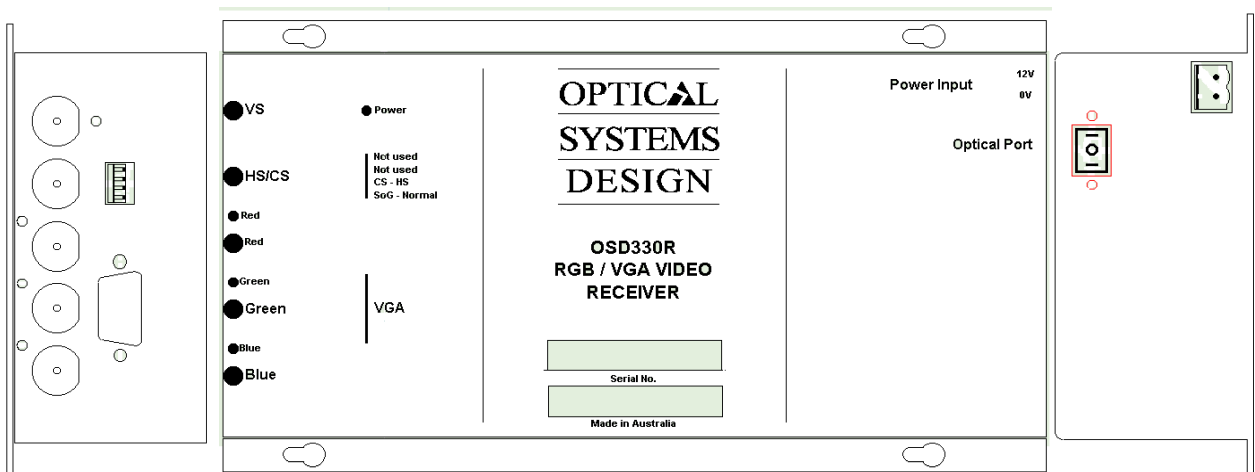 VS
Power
HS/CS
Not used
Not used
CS - HS
SoG - Normal
Red
Red
Green
Green
VGA
Blue
Blue
OPTICAL
SYSTEMS
DESIGN
OSD330R
RGB / VGA VIDEO
RECEIVER
Serial No.
Made in Australia
Power Input
12V
0V
Optical Port